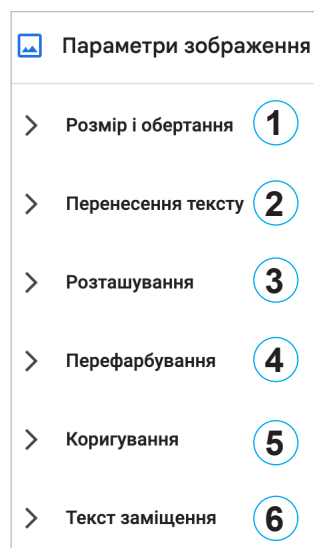 Параметри зображення
Розмір і обертання 1
Перенесення тексту 2
Розташування 3
Перефарбування 4
Коригування 5
Текст заміщення 6